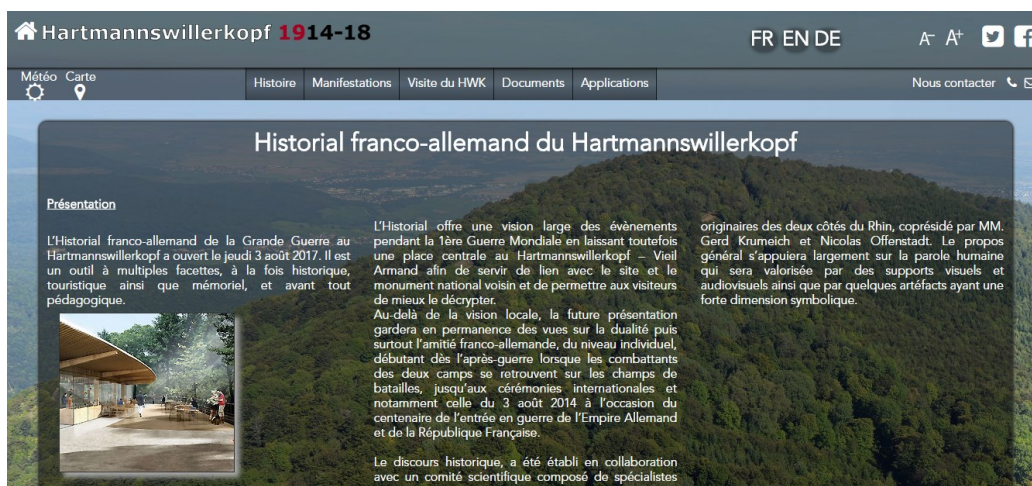 Hartmannswillerkopf 1914-18
FR EN DE
A- A+
Météo Carte
Histoire Manifestations Visite du HWK Documents Applications
Nous contacter
Historial franco-allemand du Hartmannswillerkopf
Présentation
L'Historial franco-allemand de la Grande Guerre au
Hartmannswillerkopf a ouvert le jeudi 3 août 2017. Il est
un outil à multiples facettes, à la fois historique,
touristique ainsi que mémoriel, et avant tout
pédagogique.
L'Historial offre une vision large des évènements
pendant la 1ère Guerre Mondiale en laissant toutefois
une place centrale au Hartmannswillerkopf – Vieil
Armand afin de servir de lien avec le site et le
monument national voisin et de permettre aux visiteurs
de mieux le décrypter.
Au-delà de la vision locale, la future présentation
gardera en permanence des vues sur la dualité puis
surtout l'amitié franco-allemande, du niveau individuel,
débutant dès l'après-guerre lorsque les combattants
des deux camps se retrouvent sur les champs de
batailles, jusqu'aux cérémonies internationales et
notamment celle du 3 août 2014 à l'occasion du
centenaire de l'entrée en guerre de l'Empire Allemand
et de la République Française.
Le discours historique, a été établi en collaboration
avec un comité scientifique composé de spécialistes
originaires des deux côtés du Rhin, coprésidé par MM.
Gerd Krumeich et Nicolas Offenstadt. Le propos
général s'appuiera largement sur la parole humaine
qui sera valorisée par des supports visuels et
audiovisuels ainsi que par quelques artéfacts ayant une
forte dimension symbolique.